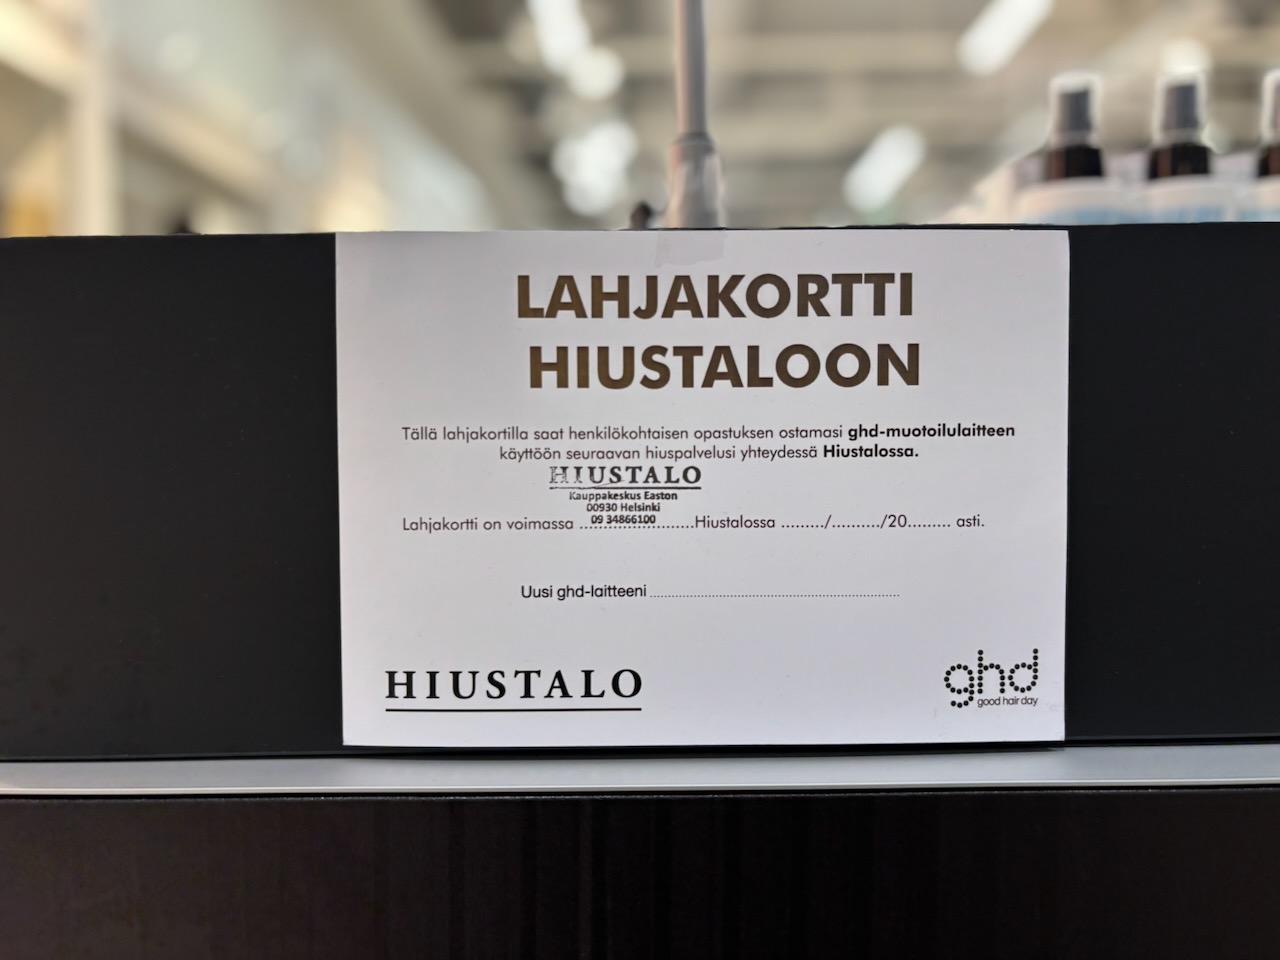 LAHJAKORTTI
HIUSTALOON
Tällä lahjakortilla saat henkilökohtaisen opastuksen ostamasi ghd-muotoilulaitteen
käyttöön seuraavan hiuspalvelusi yhteydessä Hiustalossa.
HIUSTALO
Kauppakeskus Easton
00930 Helsinki
09 34866100
Lahjakortti on voimassa .......................Hiustalossa ........./........../20......... asti.
Uusi ghd-laitteeni ..............................................................
HIUSTALO
ghd
good hair day